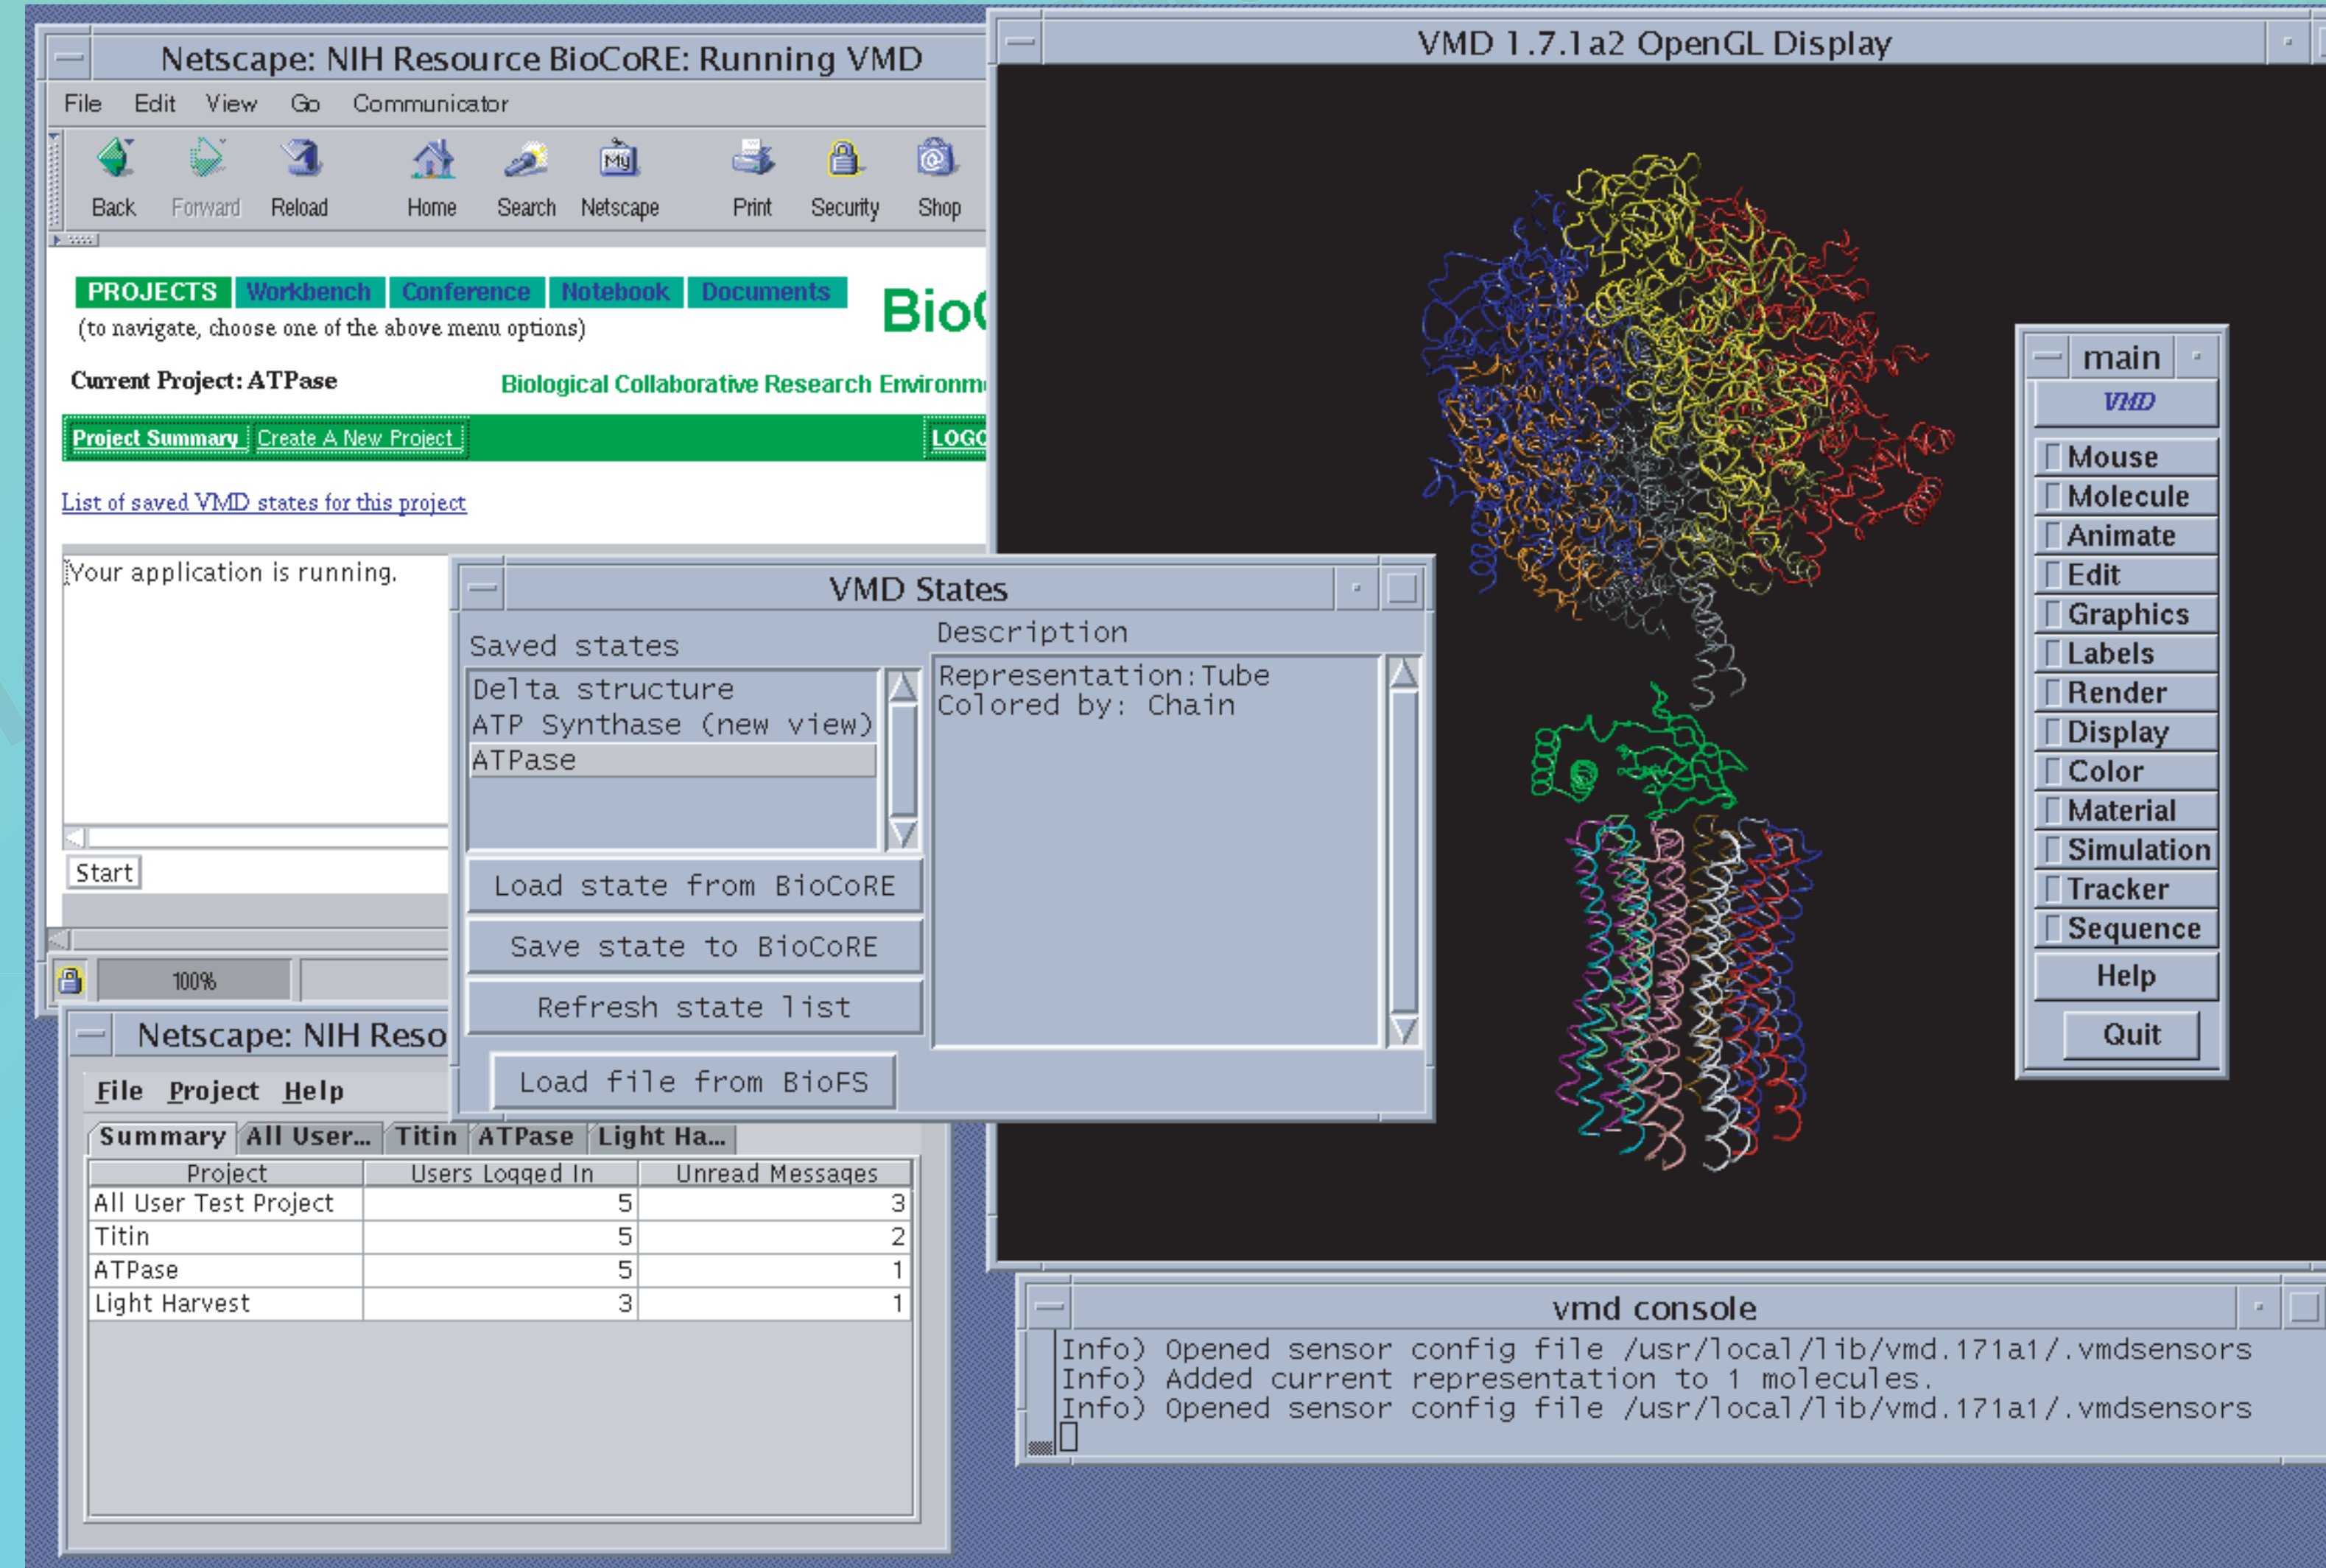 Netscape: NIH Resource BioCoRE: Running VMD
File Edit View Go Communicator
My
Back Forward Reload Home Search Netscape Print Security Shop
PROJECTS Workbench Conference Notebook Documents
(to navigate, choose one of the above menu options)
Current Project: ATPase
Biological Collaborative Research
Project Summary Create A New Project
List of saved VMD states for this project
Your application is running.
Start
100%
VMD 1.7.1a2 OpenGL Display
main
VMD
Mouse
Molecule
Animate
Edit
Graphics
Labels
Render
Display
Color
Material
Simulation
Tracker
Sequence
Help
Quit
VMD States
Saved states
Delta structure
ATP Synthase (new view)
ATPase
Load state from BioCoRE
Save state to BioCoRE
Refresh state list
Load file from BioFS
Description
Representation:Tube
Colored by: Chain
Netscape: NIH
File Project Help
Summary All User... Titin ATPase Light Ha...
Project Users Logged In Unread Messages
All User Test Project 5 3
Titin 5 2
ATPase 5 1
Light Harvest 3 1
vmd console
Info) Opened sensor config file /usr/local/lib/vmd.171a1/.vmdsensors
Info) Added current representation to 1 molecules.
Info) Opened sensor config file /usr/local/lib/vmd.171a1/.vmdsensors